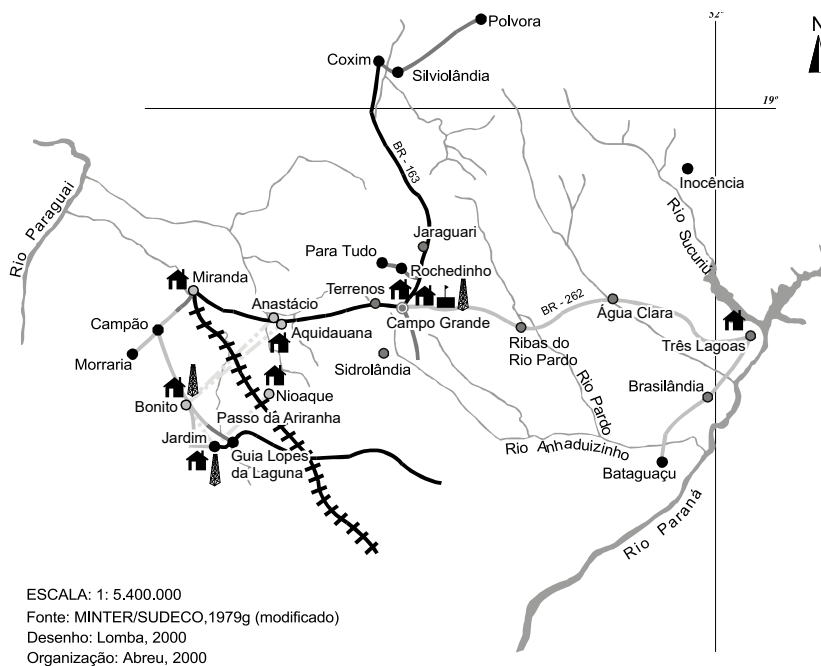 52º
N
Polvora
Coxim
Silviolândia
19º
BR - 163
Inocência
Rio Paraguai
Rio Sucuriú
Jaraguari
Para Tudo
Rochedinho
Miranda
Terrenos
Anastácio
BR - 262
Água Clara
Campão
Aquidauana
Campo Grande
Ribas do
Rio Pardo
Três Lagoas
Morraria
Sidrolândia
Rio Pardo
Brasilândia
Nioaque
Bonito
Passo da Ariranha
Jardim
Guia Lopes
da Laguna
Rio Anhaduizinho
Bataguaçu
Rio Paraná
ESCALA: 1: 5.400.000
Fonte: MINTER/SUDECO,1979g (modificado)
Desenho: Lomba, 2000
Organização: Abreu, 2000